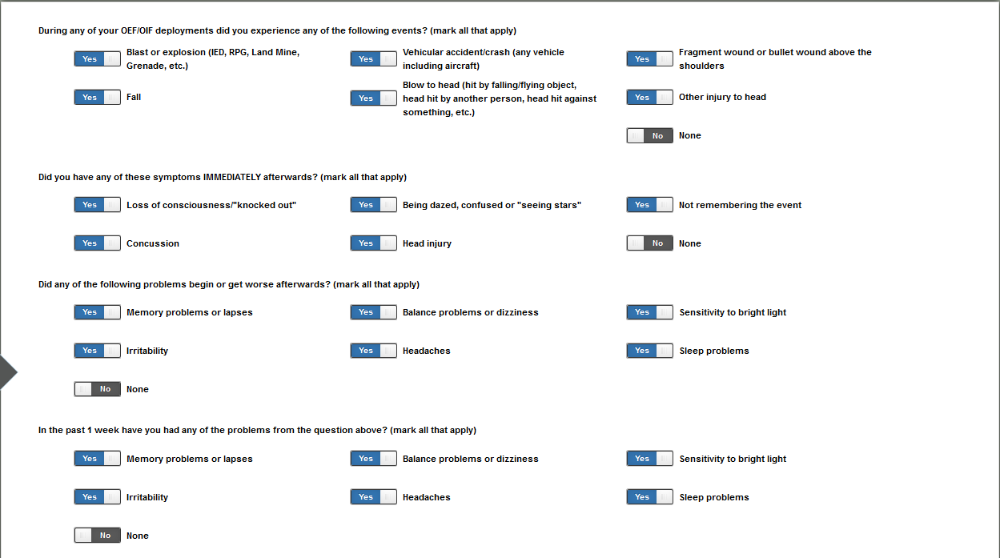 During any of your OEF/OIF deployments did you experience any of the following events? (mark all that apply)
Yes Blast or explosion (IED, RPG, Land Mine,
Grenade, etc.)
Yes Vehicular accident/crash (any vehicle
including aircraft)
Yes Fragment wound or bullet wound above the
shoulders
Yes Fall
Yes Blow to head (hit by falling/flying object,
head hit by another person, head hit against
something, etc.)
Yes Other injury to head
No None
Did you have any of these symptoms IMMEDIATELY afterwards? (mark all that apply)
Yes Loss of consciousness/"knocked out"
Yes Being dazed, confused or "seeing stars"
Yes Not remembering the event
Yes Concussion
Yes Head injury
No None
Did any of the following problems begin or get worse afterwards? (mark all that apply)
Yes Memory problems or lapses
Yes Balance problems or dizziness
Yes Sensitivity to bright light
Yes Irritability
Yes Headaches
Yes Sleep problems
No None
In the past 1 week have you had any of the problems from the question above? (mark all that apply)
Yes Memory problems or lapses
Yes Balance problems or dizziness
Yes Sensitivity to bright light
Yes Irritability
Yes Headaches
Yes Sleep problems
No None